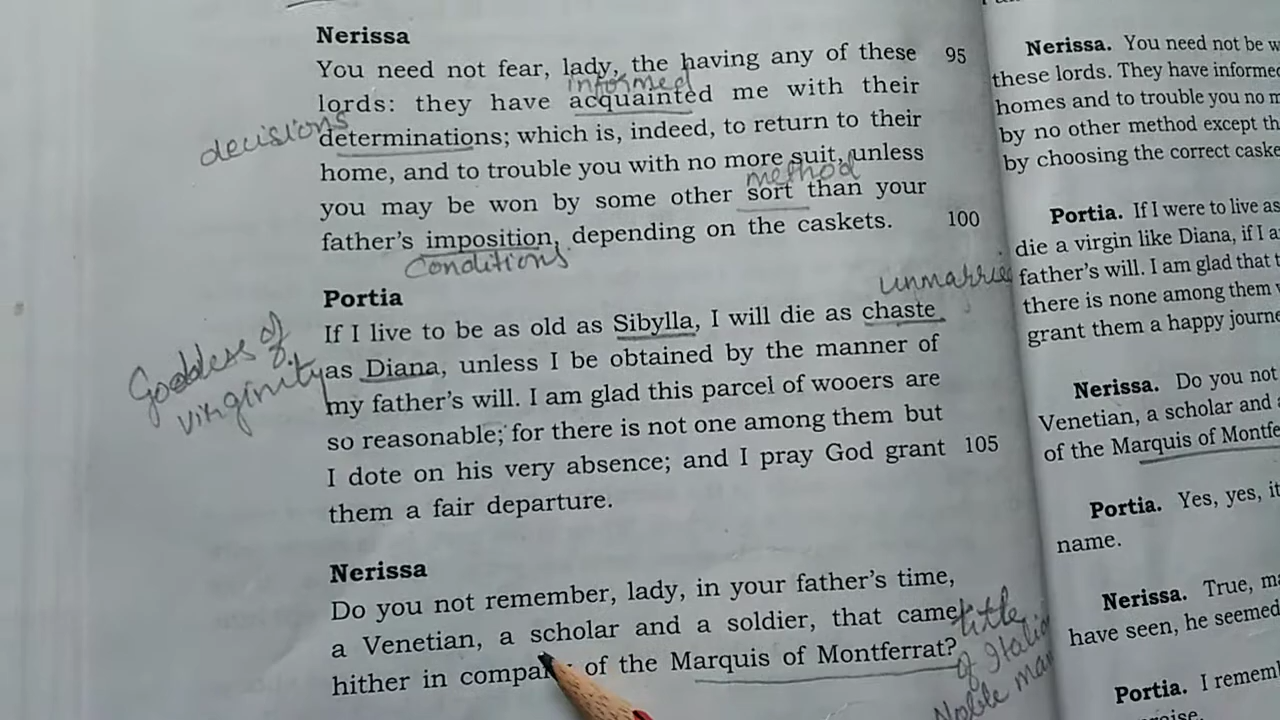 Nerissa
You need not fear, lady, the having any of these 95
informed
lords: they have acquainted me with their
decisions
determinations; which is, indeed, to return to their
home, and to trouble you with no more suit, unless
method
you may be won by some other sort than your
father's imposition, depending on the caskets. 100
Conditions
Portia
unmarrie
If I live to be as old as Sibylla, I will die as chaste
Goddess of
virginity
as Diana, unless I be obtained by the manner of
my father's will. I am glad this parcel of wooers are
so reasonable; for there is not one among them but
I dote on his very absence; and I pray God grant 105
them a fair departure.
Nerissa
Do you not remember, lady, in your father's time,
a Venetian, a scholar and a soldier, that came
hither in of the Marquis of Montferrat?
title
of Italian
Noble man
Nerissa. You need not be
these lords. They have informed
homes and to trouble you no
by no other method except
by choosing the correct
Portia. If I were to live as
die a virgin like Diana, if I
father's will. I am glad that
there is none among them
grant them a happy
Nerissa. Do you not
Venetian, a scholar and
of the Marquis of
Portia. Yes, yes, it
name.
Nerissa. True,
have seen, he seemed
Portia. I